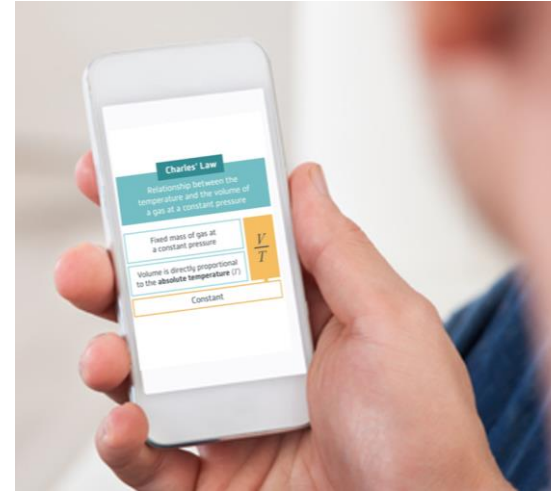 Charles' Law
Relationship between the
temperature and the volume of
a gas at a constant pressure
Fixed mass of gas at
a constant pressure
Volume is directly proportional
to the absolute temperature (T)
V
T
Constant